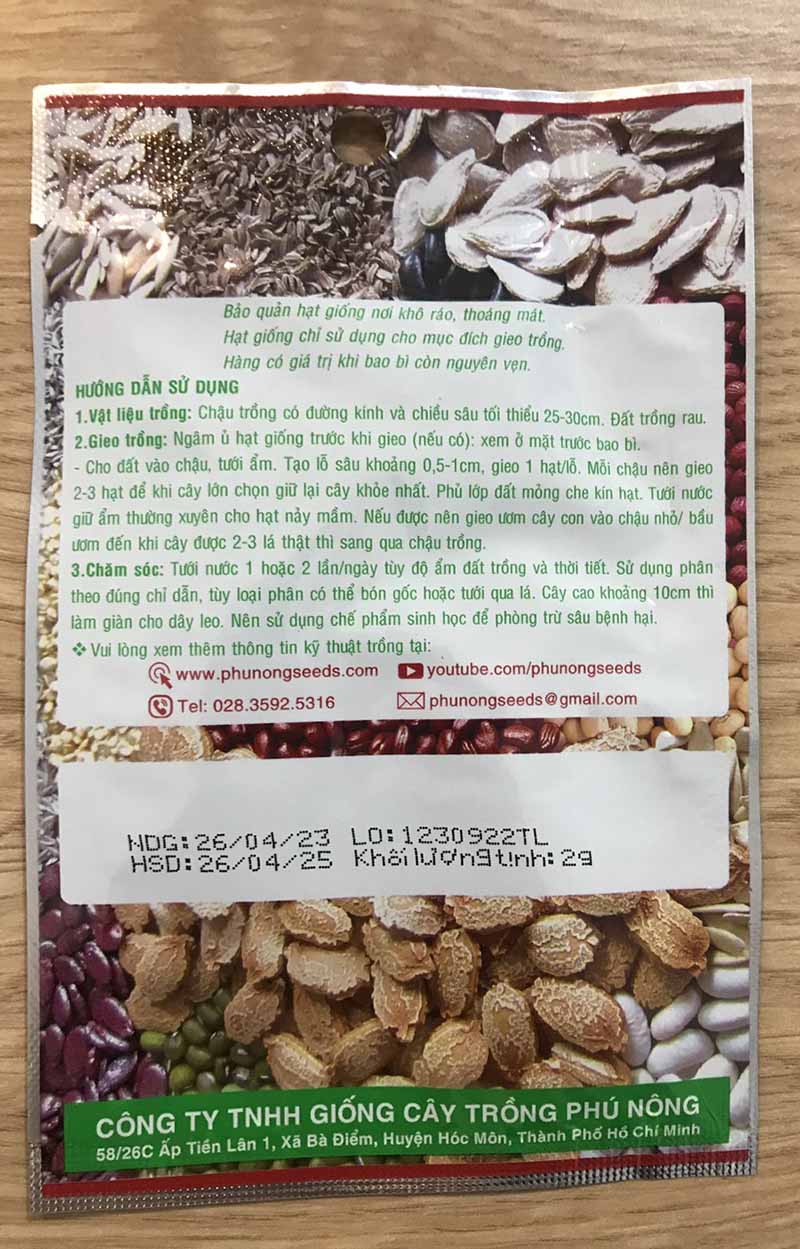 Bảo quản hạt giống nơi khô ráo, thoáng mát.
Hạt giống chỉ sử dụng cho mục đích gieo trồng.
Hàng có giá trị khi bao bì còn nguyên vẹn.
HƯỚNG DẪN SỬ DỤNG
1.Vật liệu trồng: Chậu trồng có đường kính và chiều sâu tối thiểu 25-30cm. Đất trồng rau.
2.Gieo trồng: Ngâm ủ hạt giống trước khi gieo (nếu có): xem ở mặt trước bao bì.
- Cho đất vào chậu, tưới ẩm. Tạo lỗ sâu khoảng 0,5-1cm, gieo 1 hạt/lỗ. Mỗi chậu nên gieo
2-3 hạt để khi cây lớn chọn giữ lại cây khỏe nhất. Phủ lớp đất mỏng che kín hạt. Tưới nước
giữ ẩm thường xuyên cho hạt nảy mầm. Nếu được nên gieo ươm cây con vào chậu nhỏ/ bầu
ươm đến khi cây được 2-3 lá thật thì sang qua chậu trồng.
3.Chăm sóc: Tưới nước 1 hoặc 2 lần/ngày tùy độ ẩm đất trồng và thời tiết. Sử dụng phân
theo đúng chỉ dẫn, tùy loại phân có thể bón gốc hoặc tưới qua lá. Cây cao khoảng 10cm thì
làm giàn cho dây leo. Nên sử dụng chế phẩm sinh học để phòng trừ sâu bệnh hại.
❖ Vui lòng xem thêm thông tin kỹ thuật trồng tại:
www.phunongseeds.com youtube.com/phunongseeds
Tel: 028.3592.5316 phunongseeds@gmail.com
NDG:26/04/23 LO:1230922TL
HSD:26/04/25 Khối lượng tịnh: 2g
CÔNG TY TNHH GIỐNG CÂY TRỒNG PHÚ NÔNG
58/26C Ấp Tiền Lân 1, Xã Bà Điểm, Huyện Hóc Môn, Thành Phố Hồ Chí Minh